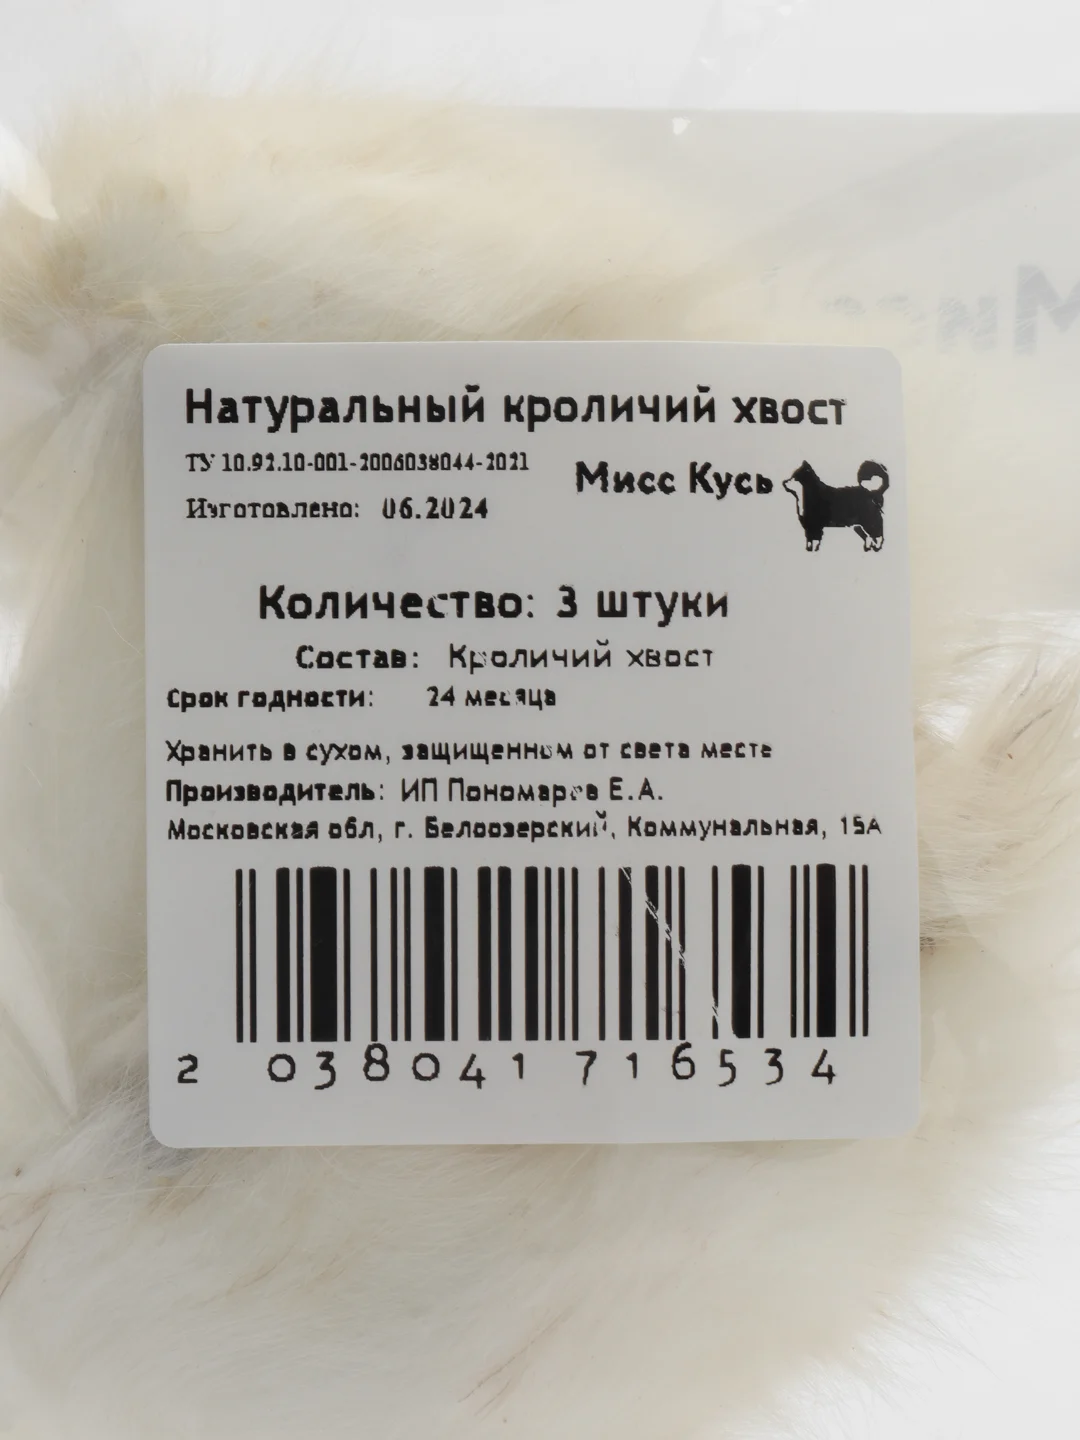 Натуральный кроличий хвост
ТУ 10.92.10-001-2006038044-2021
Мисс Кусь
Изготовлено: 06.2024
Количество: 3 штуки
Состав: Кроличий хвост
Срок годности: 24 месяца
Хранить в сухом, защищенном от света месте
Производитель: ИП Пономарев Е.А.
Московская обл, г. Белоозерский, Коммунальная, 15А
2 038041 716534